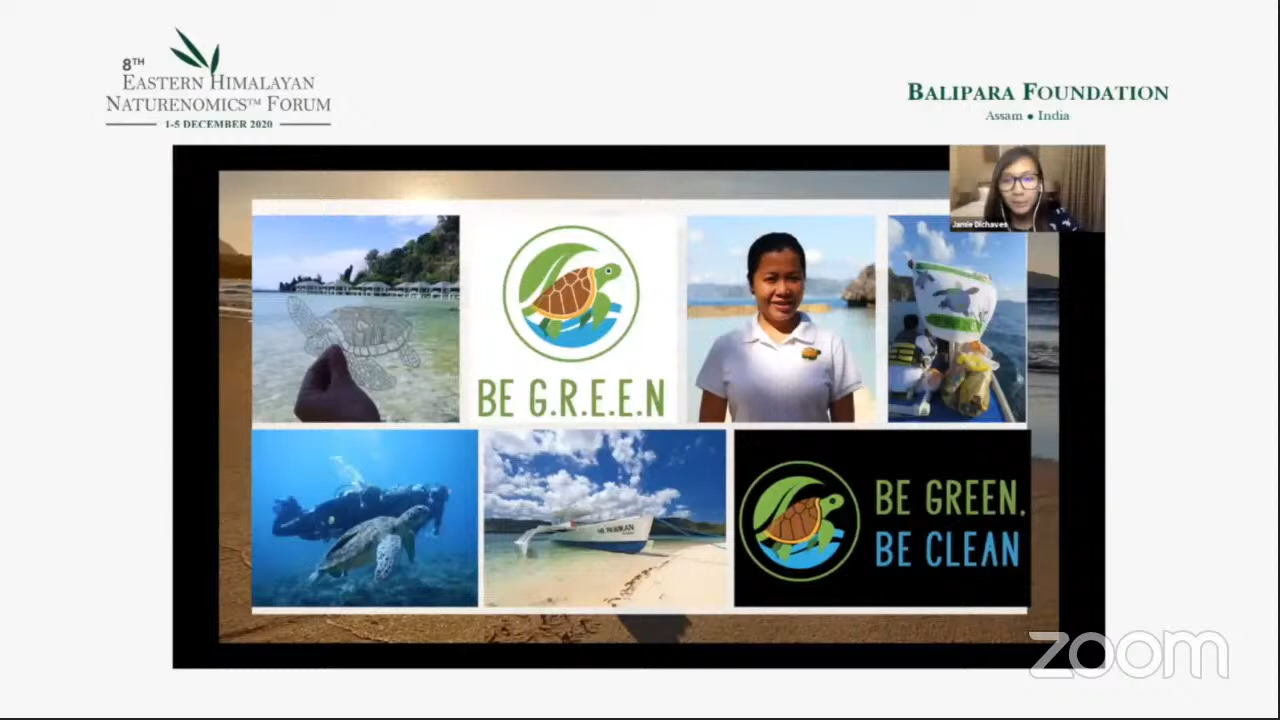 8TH
EASTERN HIMALAYAN
NATURENOMICS™ FORUM
1-5 DECEMBER 2020
BALIPARA FOUNDATION
Assam • India
Jamie Dichaves
BE G.R.E.E.N
BE GREEN.
BE CLEAN
zoom